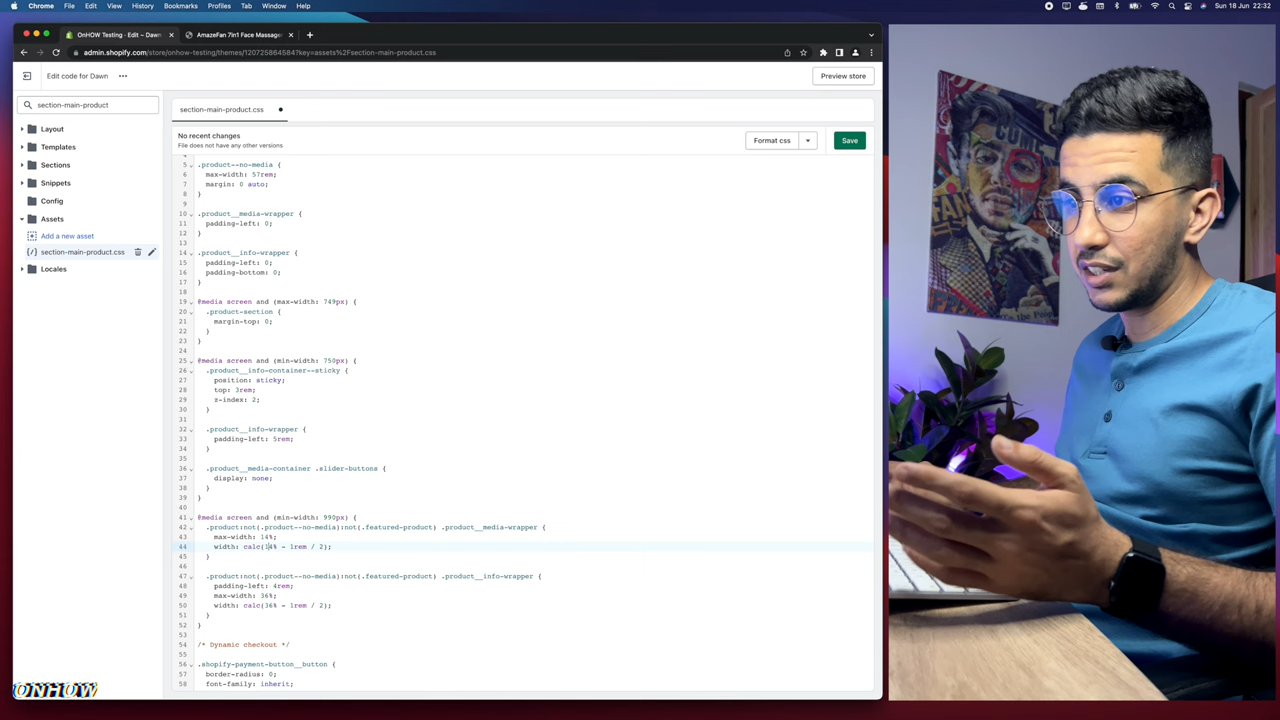 Chrome File Edit View History Bookmarks Profiles Tab Window Help
Sun 18 Jun 22:32
OnHOW Testing · Edit ~ Dawn
AmazeFan 7in1 Face Massage
admin.shopify.com/store/onhow-testing/themes/120725864584?key=assets%2Fsection-main-product.css
Edit code for Dawn
Preview store
section-main-product
section-main-product.css
Layout
Templates
Sections
Snippets
Config
Assets
Add a new asset
section-main-product.css
Locales
No recent changes
File does not have any other versions
Format css
Save
5 .product--no-media {
6 max-width: 57rem;
7 margin: 0 auto;
8 }
9
10 .product__media-wrapper {
11 padding-left: 0;
12 }
13
14 .product__info-wrapper {
15 padding-left: 0;
16 padding-bottom: 0;
17 }
18
19 @media screen and (max-width: 749px) {
20 .product-section {
21 margin-top: 0;
22 }
23 }
24
25 @media screen and (min-width: 750px) {
26 .product__info-container--sticky {
27 position: sticky;
28 top: 3rem;
29 z-index: 2;
30 }
31
32 .product__info-wrapper {
33 padding-left: 5rem;
34 }
35
36 .product__media-container .slider-buttons {
37 display: none;
38 }
39 }
40
41 @media screen and (min-width: 990px) {
42 .product:not(.product--no-media):not(.featured-product) .product__media-wrapper {
43 max-width: 14%;
44 width: calc(14% - 1rem / 2);
45 }
46
47 .product:not(.product--no-media):not(.featured-product) .product__info-wrapper {
48 padding-left: 4rem;
49 max-width: 36%;
50 width: calc(36% - 1rem / 2);
51 }
52 }
53
54 /* Dynamic checkout */
55
56 .shopify-payment-button__button {
57 border-radius: 0;
58 font-family: inherit;
ONHOW